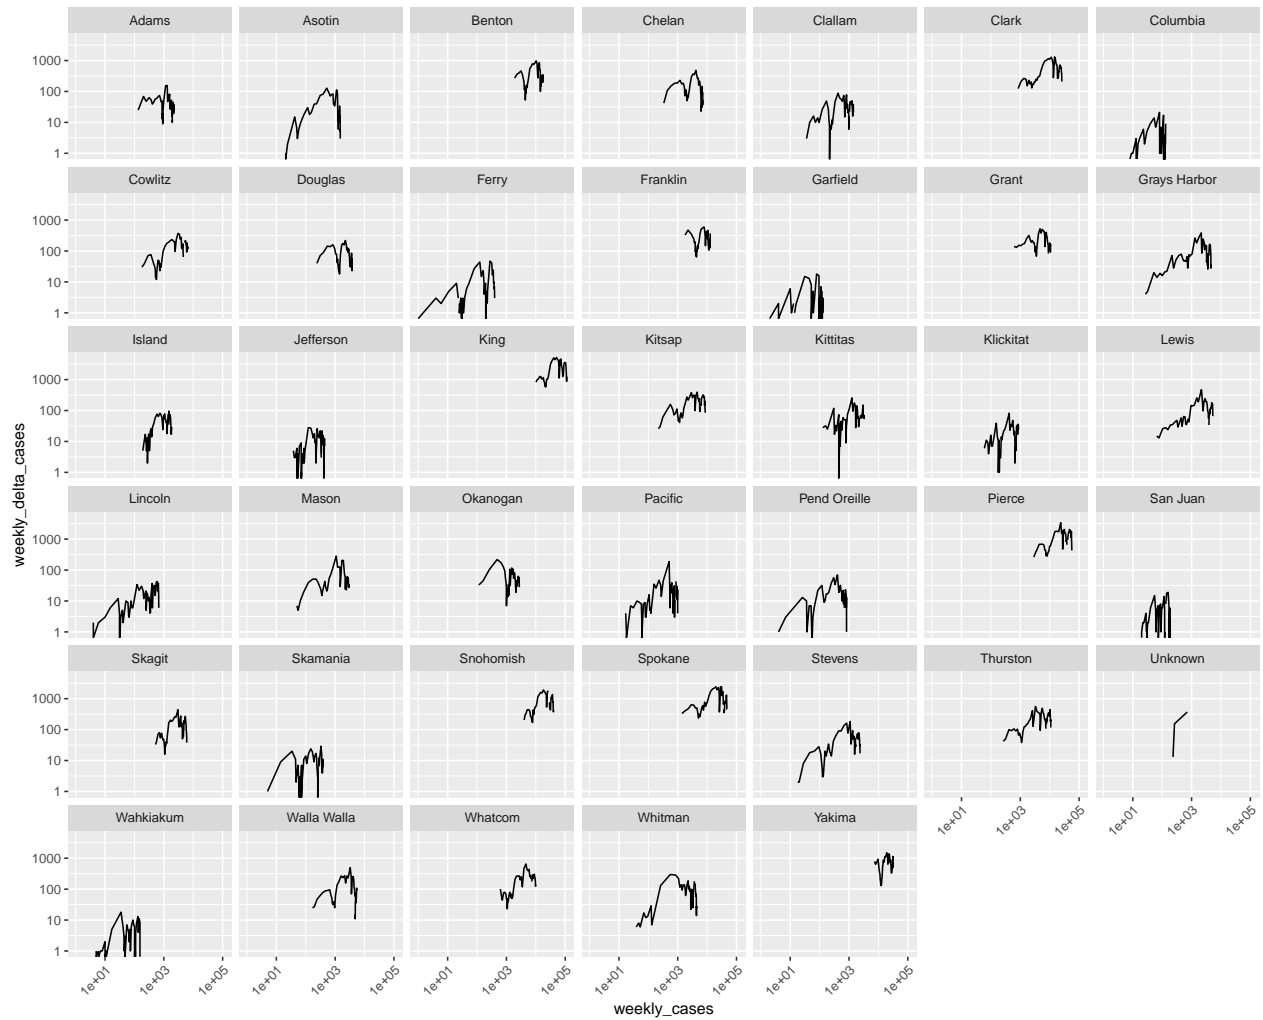 Adams Asotin Benton Chelan Clallam Clark Columbia
1000
100
10
1
Cowlitz Douglas Ferry Franklin Garfield Grant Grays Harbor
1000
100
10
1
Island Jefferson King Kitsap Kittitas Klickitat Lewis
1000
100
10
1
weekly_delta_cases
Lincoln Mason Okanogan Pacific Pend Oreille Pierce San Juan
1000
100
10
1
Skagit Skamania Snohomish Spokane Stevens Thurston Unknown
1000
100
10
1
1e+01 1e+03 1e+05 1e+01 1e+03 1e+05
Wahkiakum Walla Walla Whatcom Whitman Yakima
1000
100
10
1
1e+01 1e+03 1e+05 1e+01 1e+03 1e+05 1e+01 1e+03 1e+05 1e+01 1e+03 1e+05 1e+01 1e+03 1e+05
weekly_cases